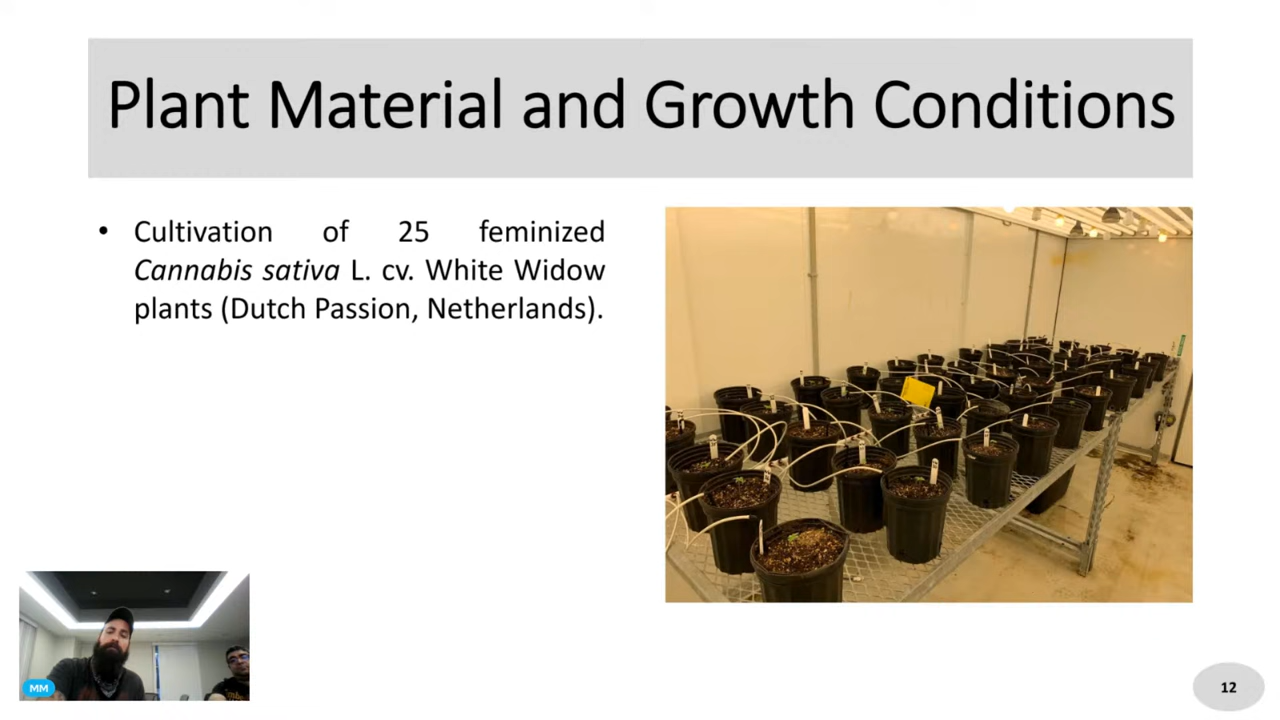 Plant Material and Growth Conditions
• Cultivation of 25 feminized
Cannabis sativa L. cv. White Widow
plants (Dutch Passion, Netherlands).
MM
12